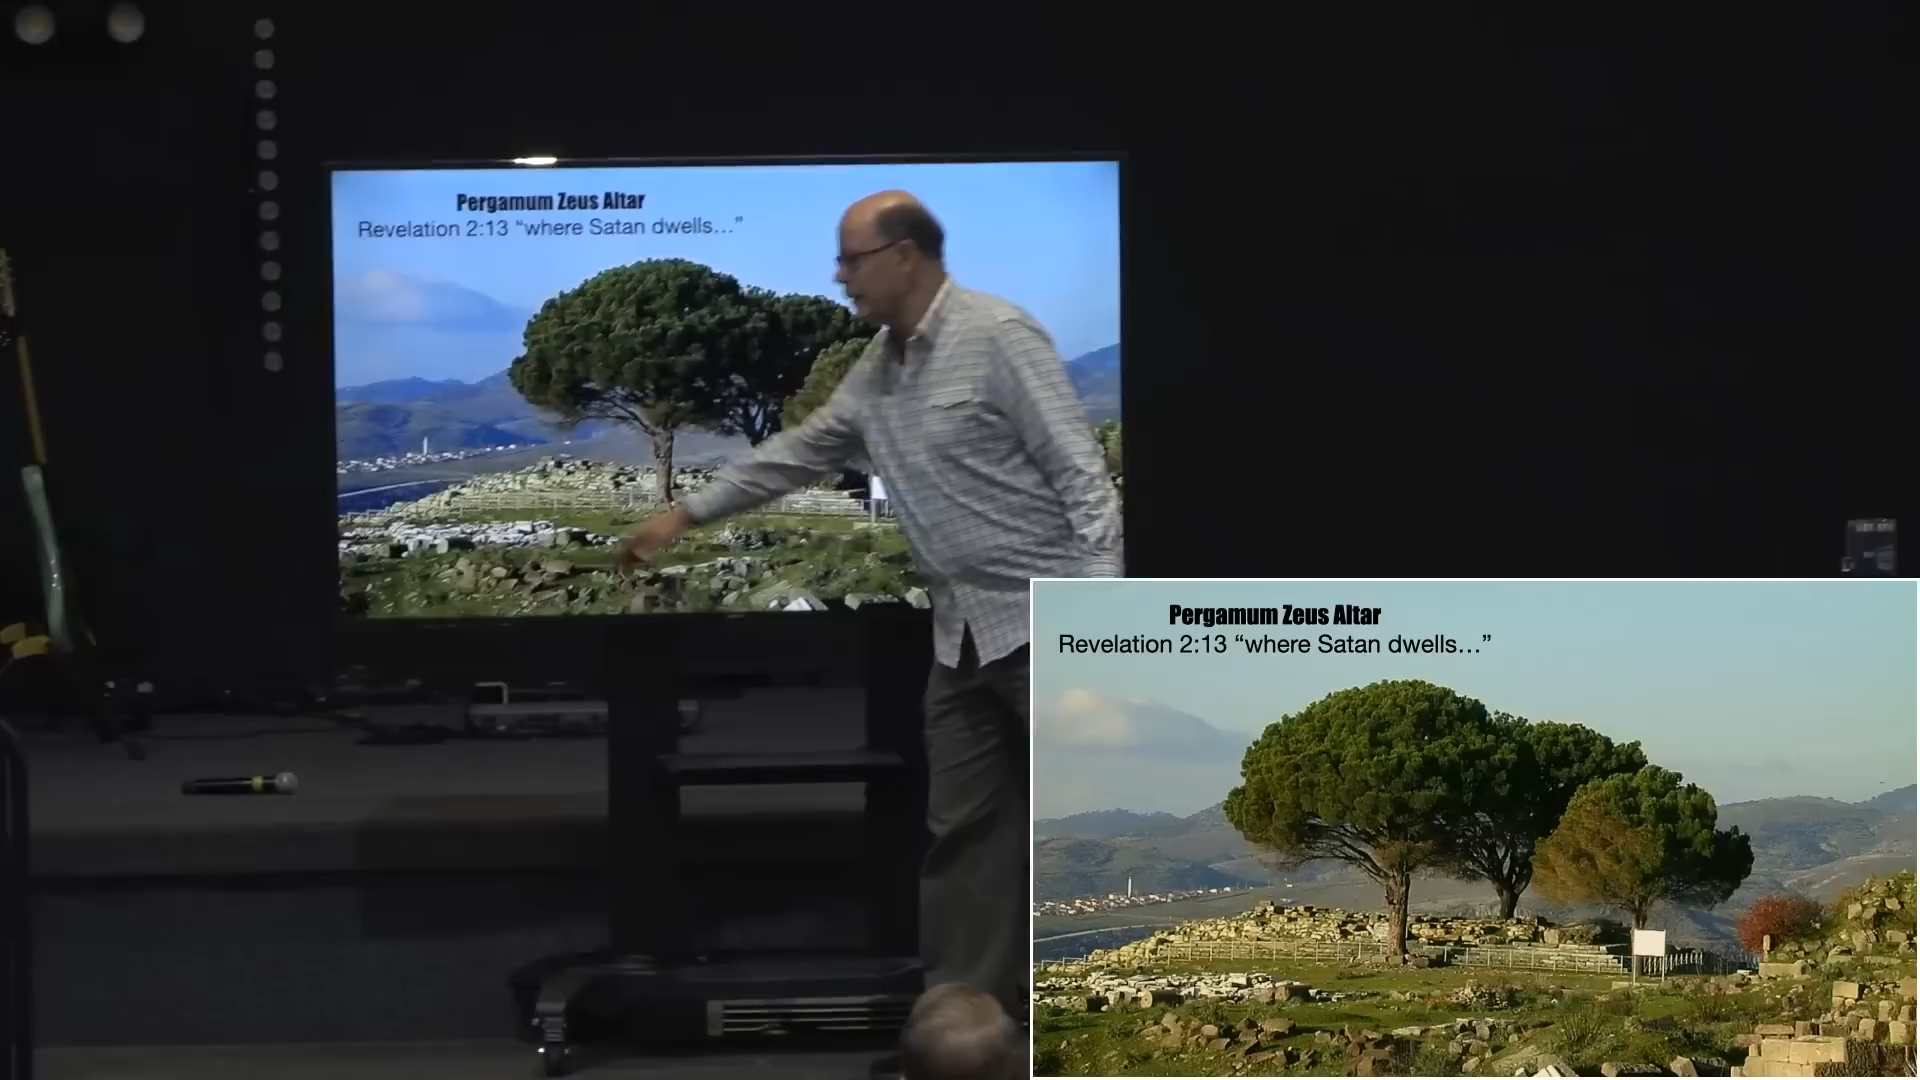 Pergamum Zeus Altar
Revelation 2:13 “where Satan dwells…”
Pergamum Zeus Altar
Revelation 2:13 “where Satan dwells…”